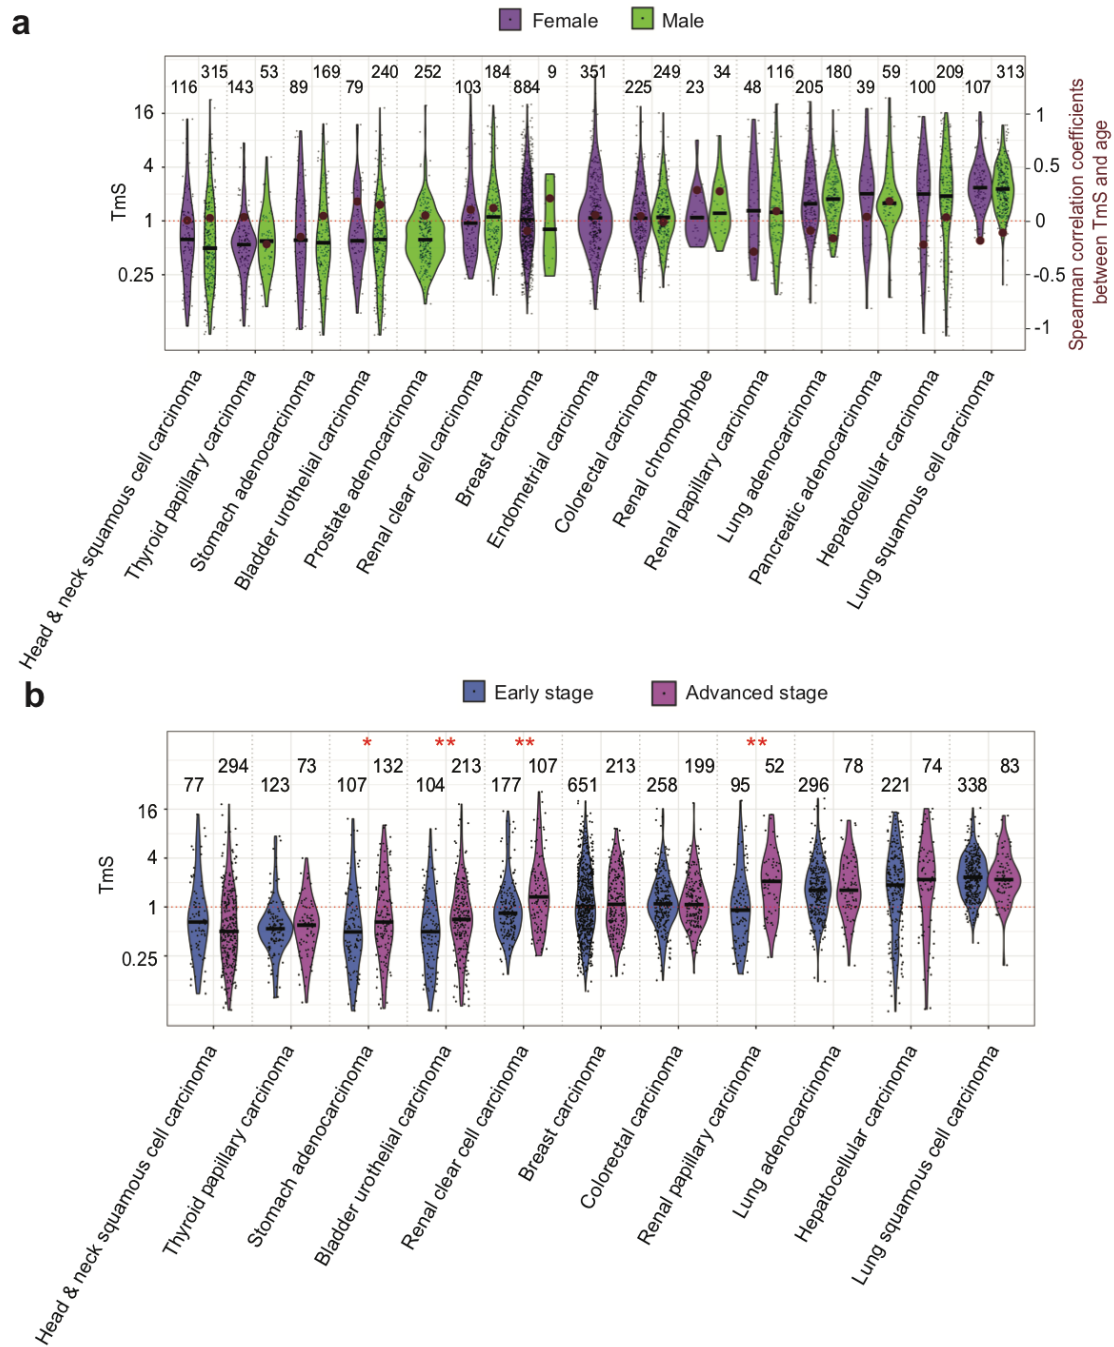 a
Female Male
315 53 169 240 252 184 9 351 249 34 116 180 59 209 313
116 143 89 79 103 884 225 23 48 205 39 100 107
16
4
1
0.25
TmS
1
0.5
0
-0.5
-1
Spearman correlation coefficients
between TmS and age
Head & neck squamous cell carcinoma
Thyroid papillary carcinoma
Stomach adenocarcinoma
Bladder urothelial carcinoma
Prostate adenocarcinoma
Renal clear cell carcinoma
Breast carcinoma
Endometrial carcinoma
Colorectal carcinoma
Renal chromophobe
Renal papillary carcinoma
Lung adenocarcinoma
Pancreatic adenocarcinoma
Hepatocellular carcinoma
Lung squamous cell carcinoma
b
Early stage Advanced stage
* ** ** **
294 73 132 213 107 213 199 52 78 74 83
77 123 107 104 177 651 258 95 296 221 338
16
4
1
0.25
TmS
Head & neck squamous cell carcinoma
Thyroid papillary carcinoma
Stomach adenocarcinoma
Bladder urothelial carcinoma
Renal clear cell carcinoma
Breast carcinoma
Colorectal carcinoma
Renal papillary carcinoma
Lung adenocarcinoma
Hepatocellular carcinoma
Lung squamous cell carcinoma